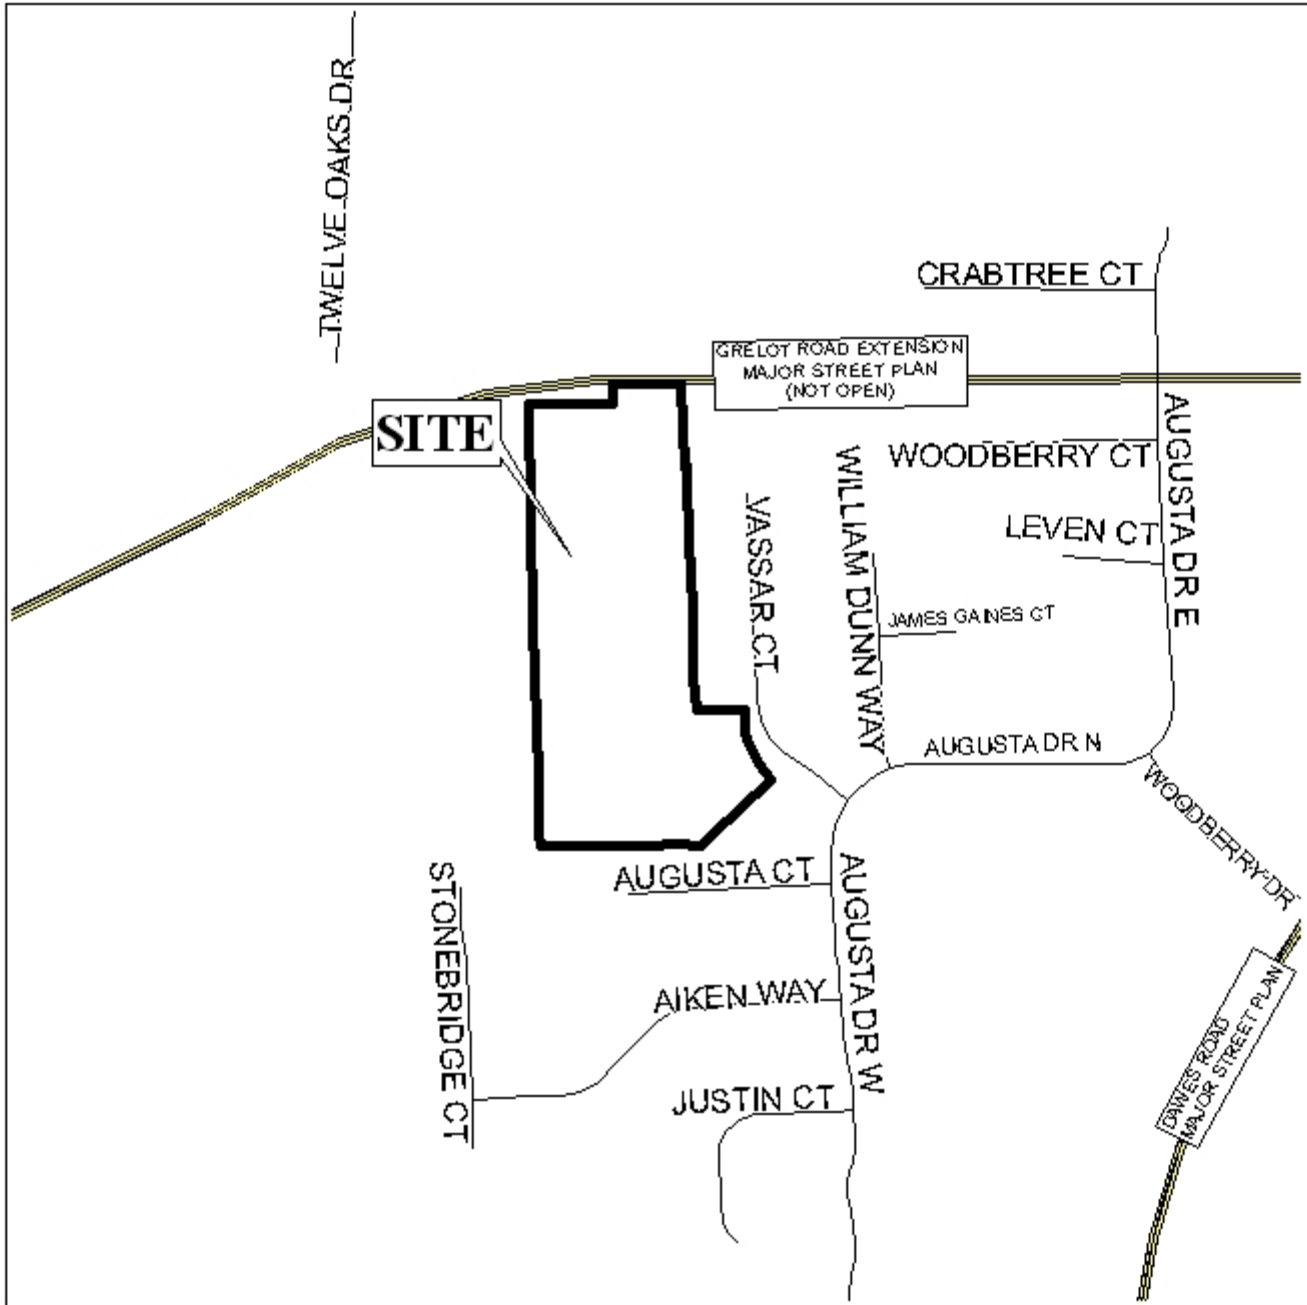 TWELVE OAKS DR
CRABTREE CT
GRELOT ROAD EXTENSION
MAJOR STREET PLAN
(NOT OPEN)
SITE
WOODBERRY CT
AUGUSTA DR E
LEVEN CT
VASSAR CT
WILLIAM DUNN WAY
JAMES GAINES CT
AUGUSTA DR N
WOODBERRY DR
AUGUSTA CT
AUGUSTA DR W
STONEBRIDGE CT
AIKEN WAY
DAWES ROAD
MAJOR STREET PLAN
JUSTIN CT